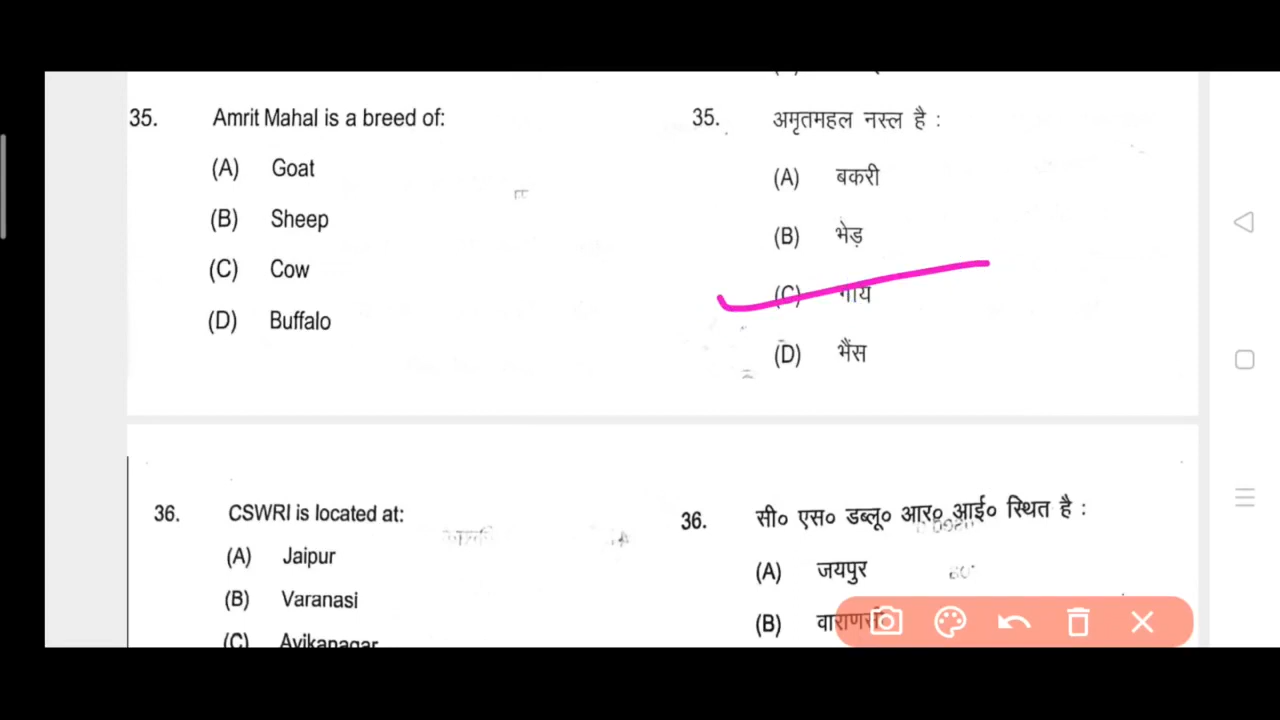 35. Amrit Mahal is a breed of:
(A) Goat
(B) Sheep
(C) Cow
(D) Buffalo
35. अमृतमहल नस्ल है :
(A) बकरी
(B) भेड़
(C) गाय
(D) भैंस
36. CSWRI is located at:
(A) Jaipur
(B) Varanasi
(C) Avikanagar
36. सी० एस० डब्लू० आर० आई० स्थित है :
(A) जयपुर
(B) वाराणसी